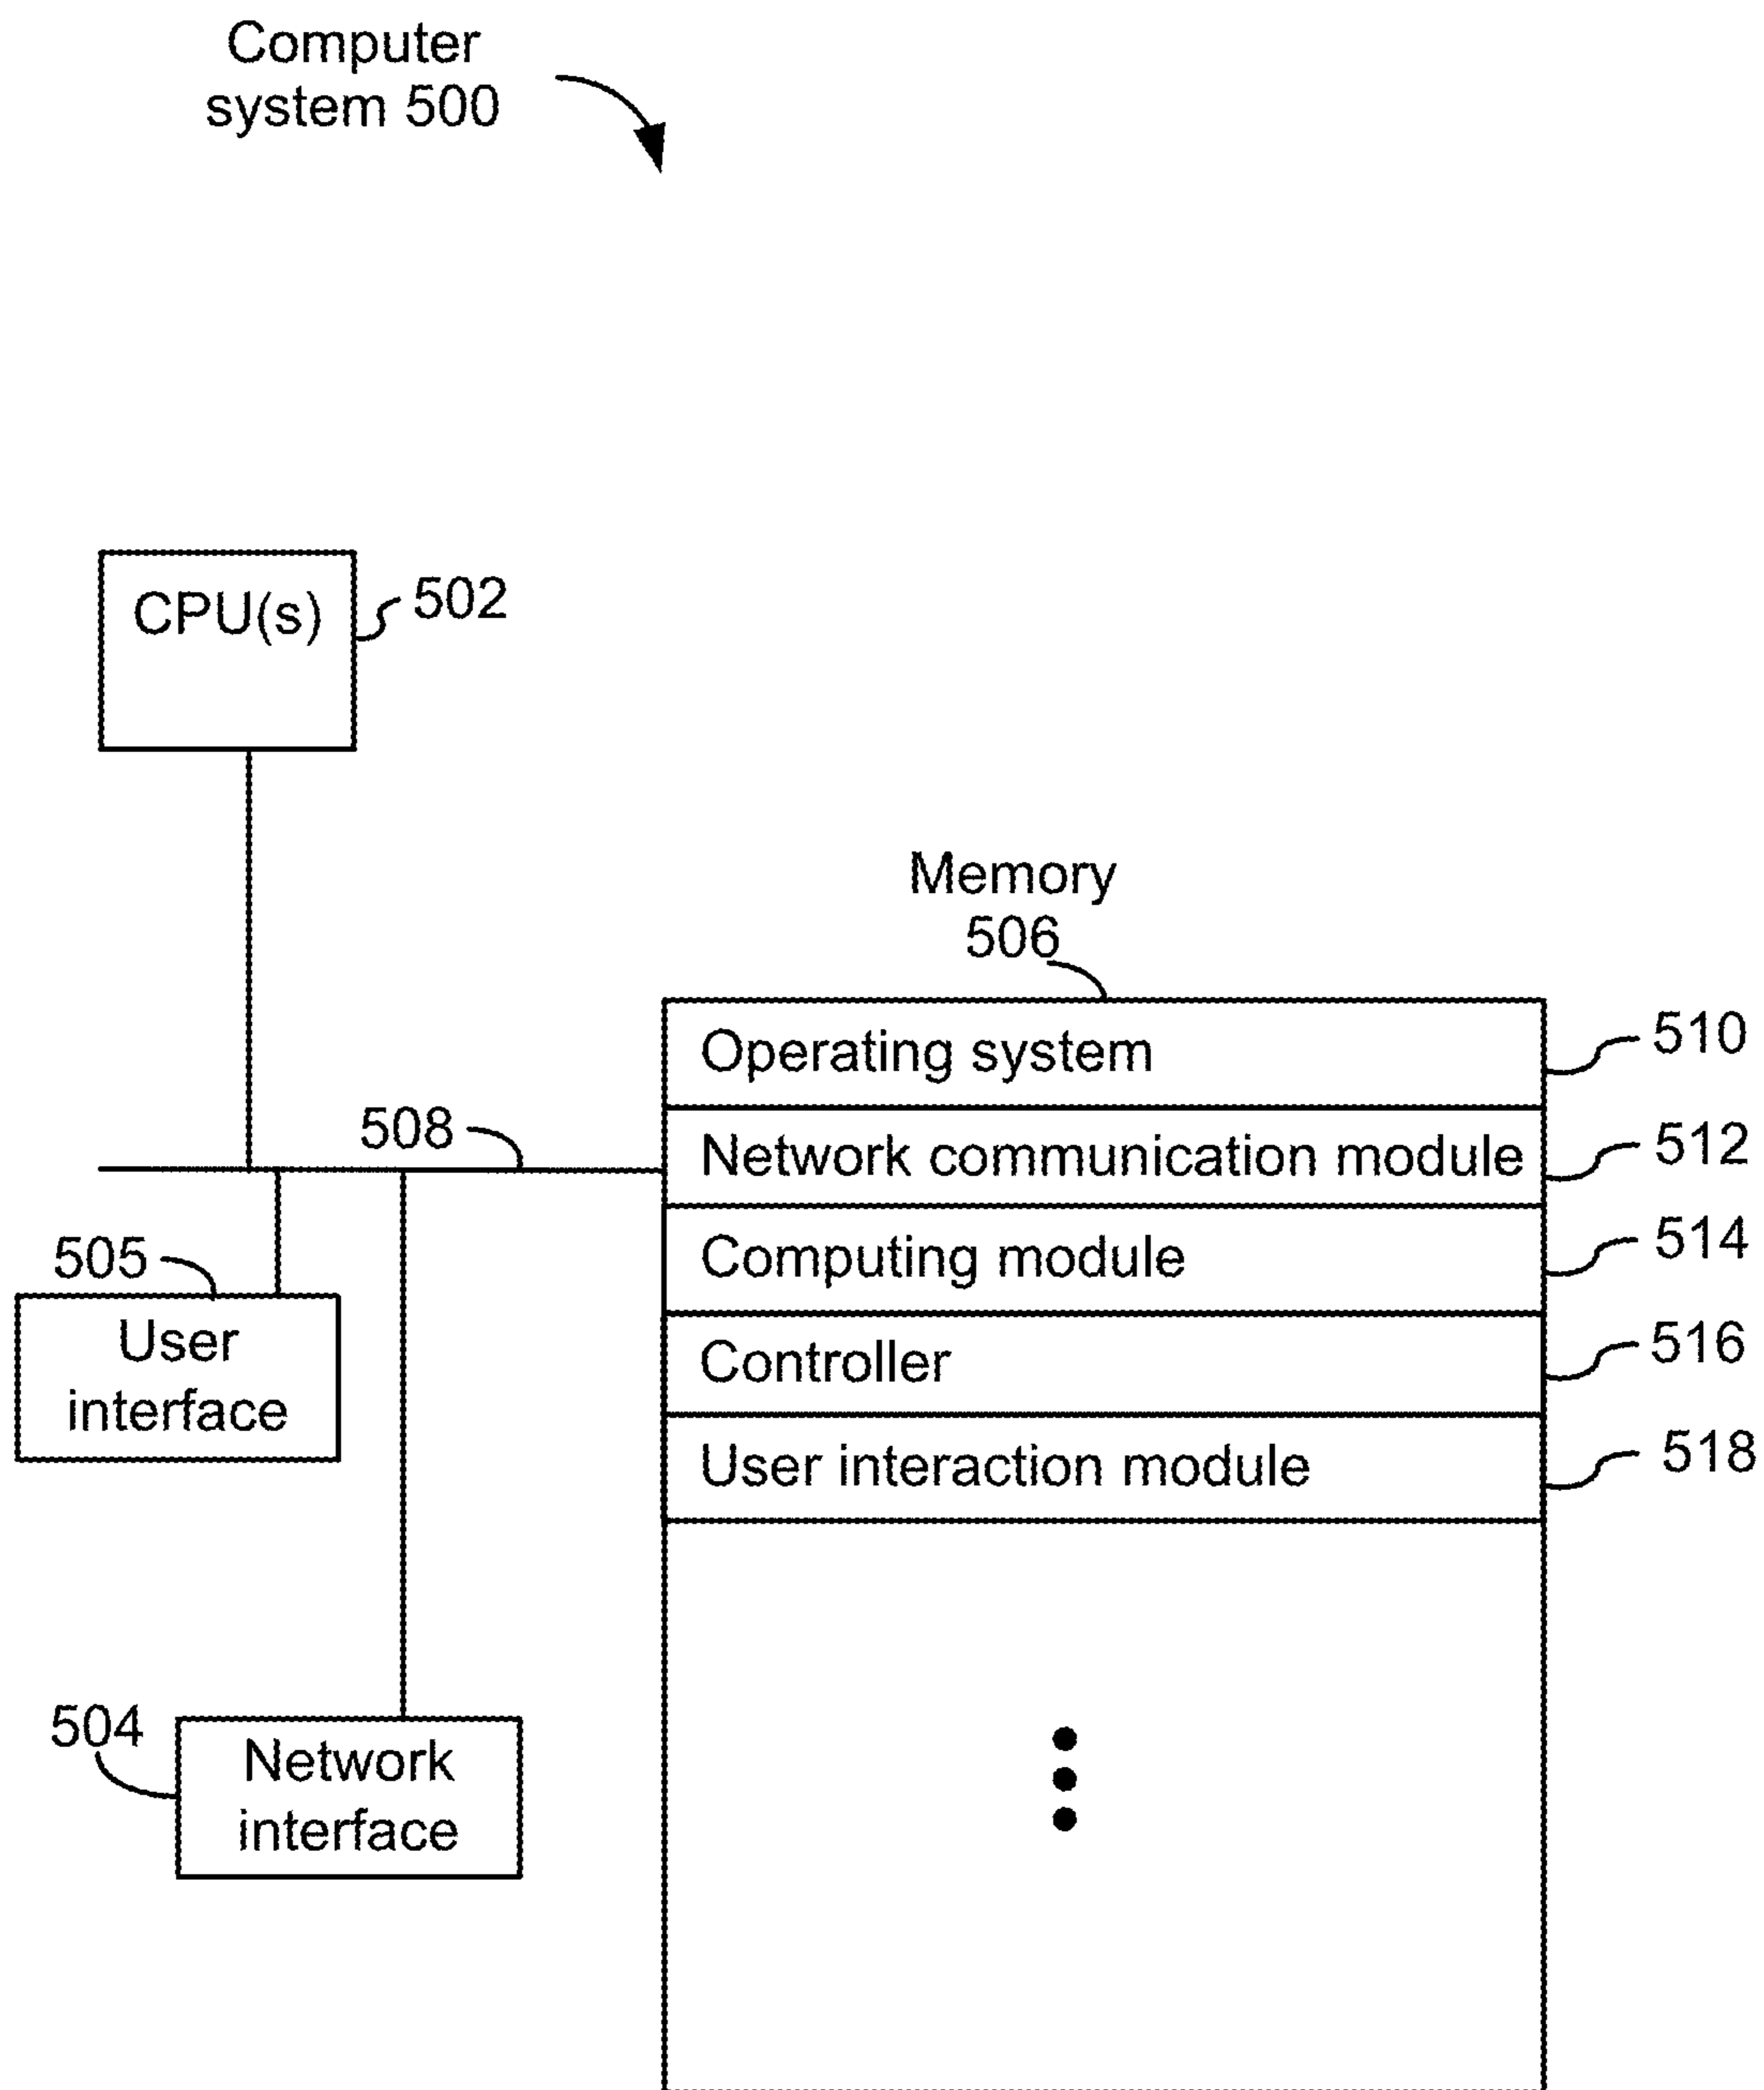 Computer
system 500
CPU(s)
502
Memory
506
Operating system
510
508
Network communication module
512
505
Computing module
514
User
interface
Controller
516
User interaction module
518
504
Network
interface